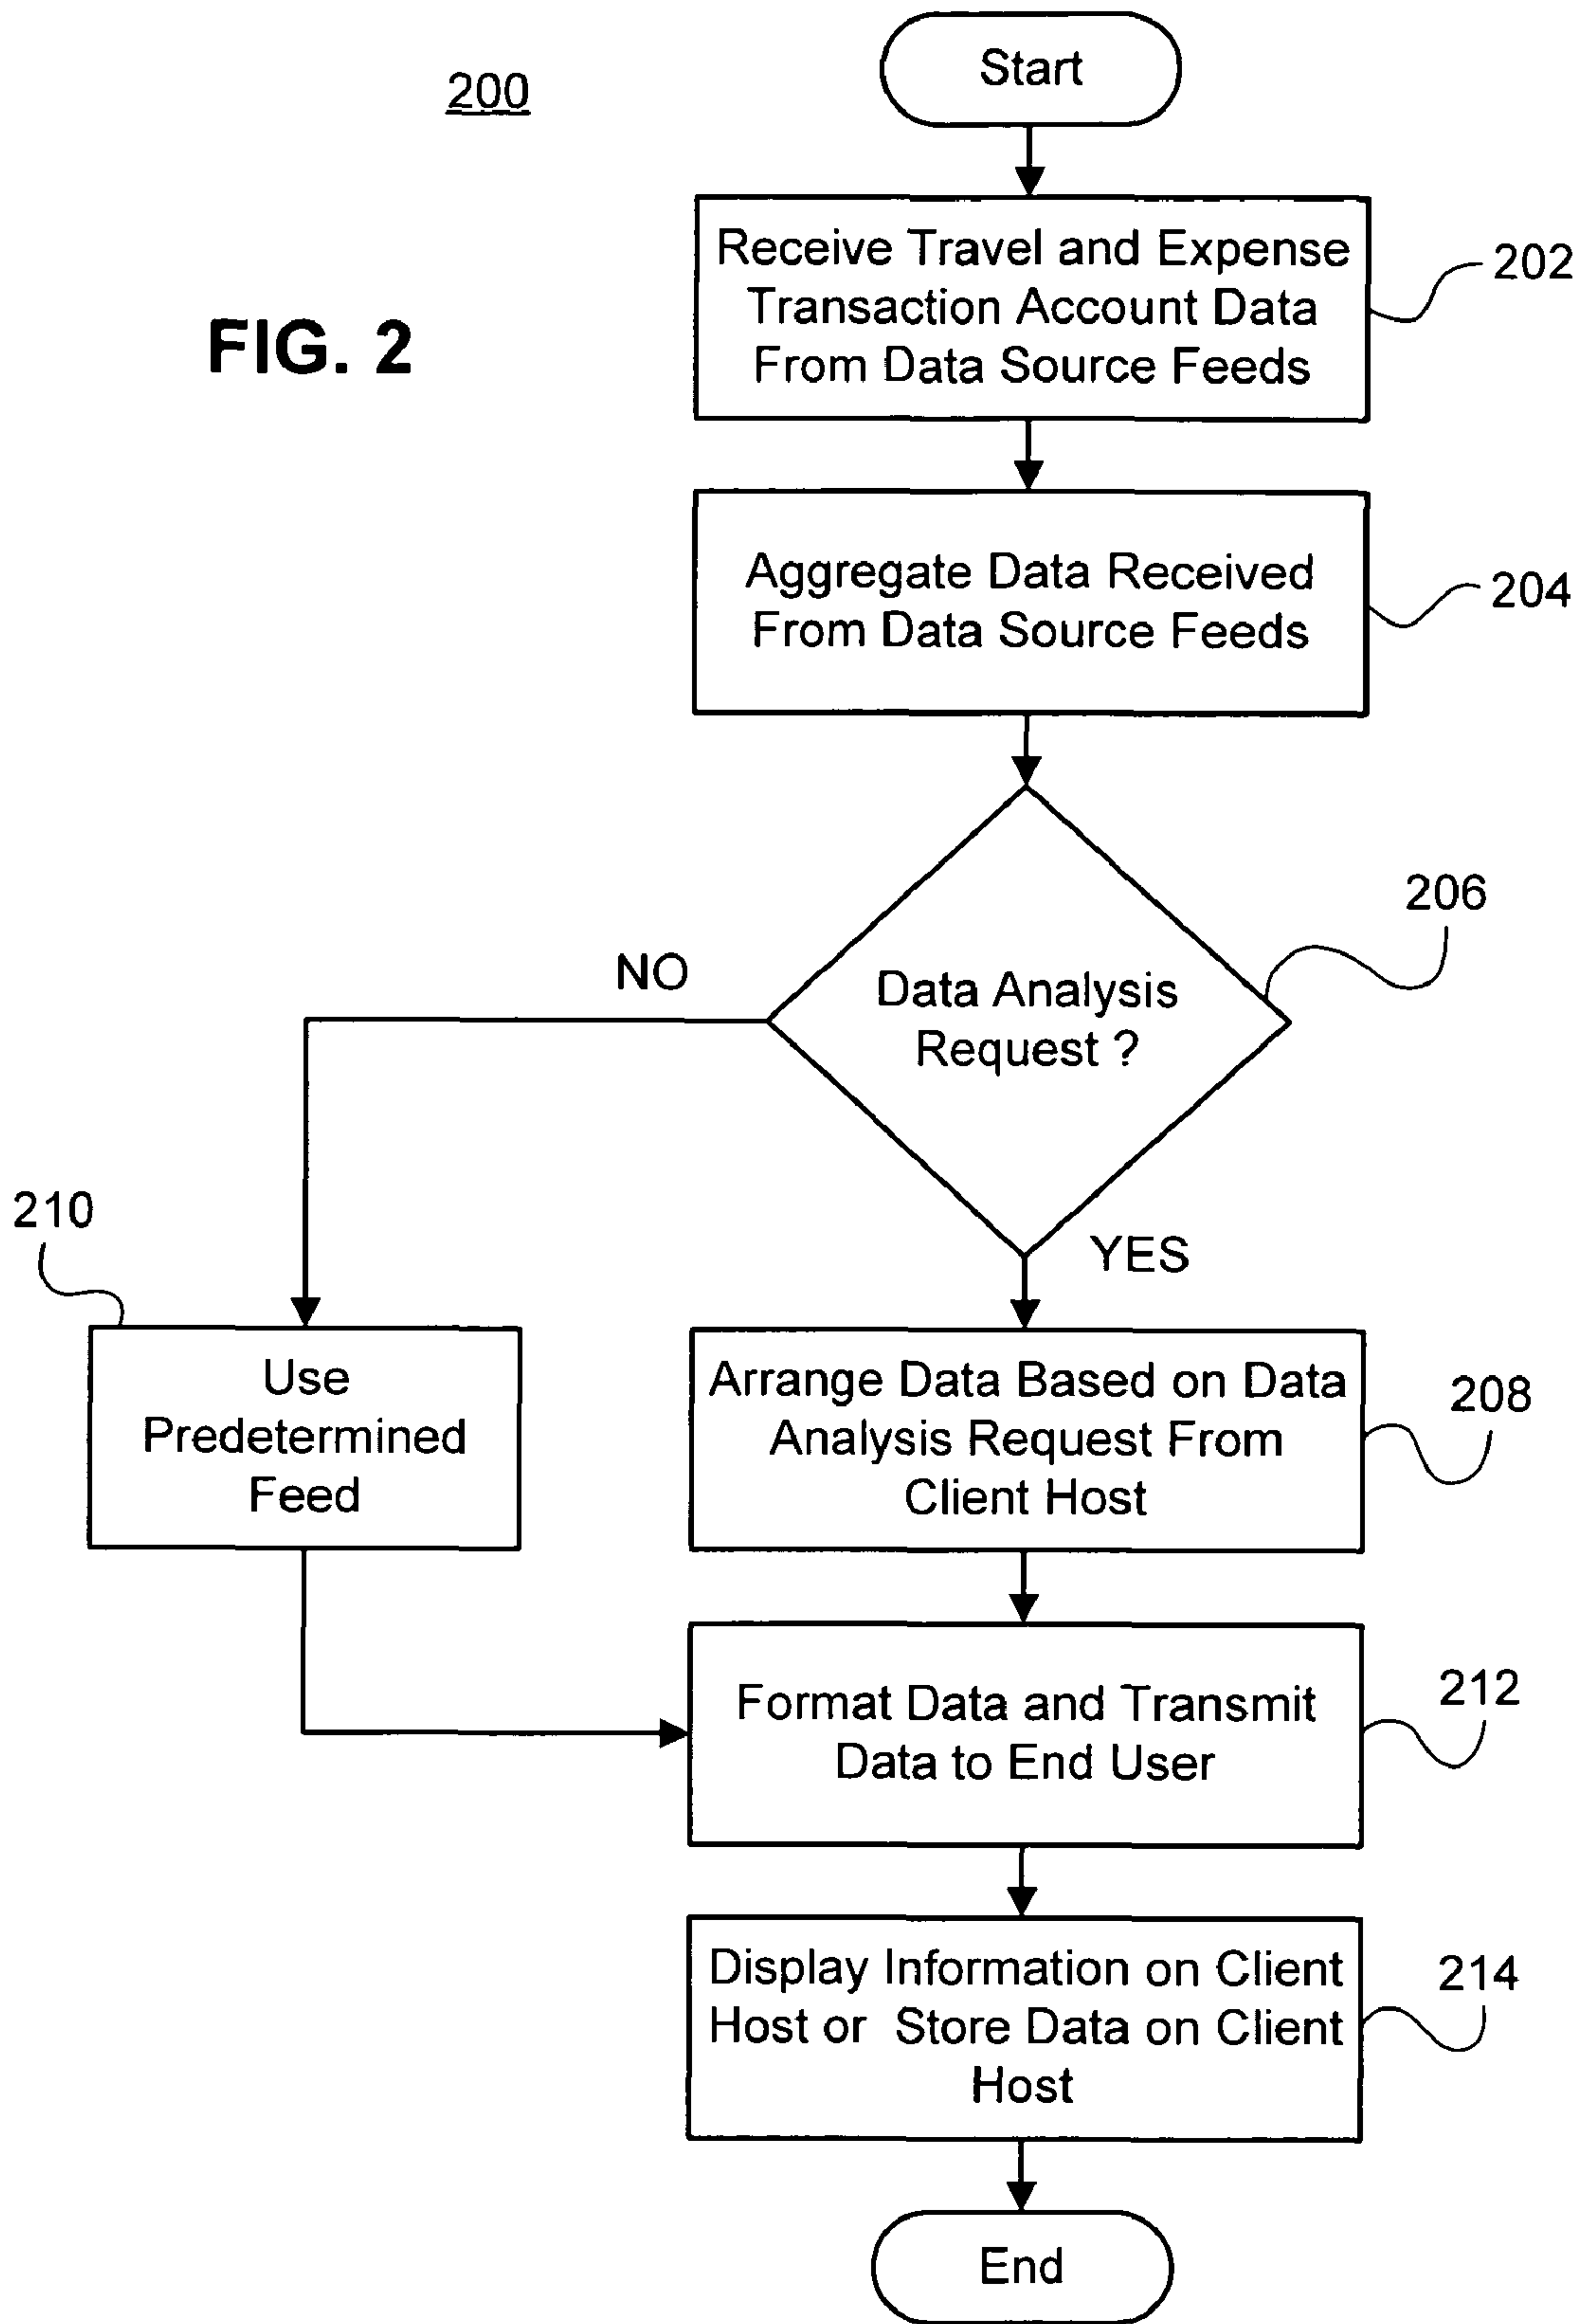 Start
200
Receive Travel and Expense
Transaction Account Data
From Data Source Feeds
202
FIG. 2
Aggregate Data Received
From Data Source Feeds
204
206
NO
Data Analysis
Request ?
YES
210
Use
Predetermined
Feed
Arrange Data Based on Data
Analysis Request From
Client Host
208
Format Data and Transmit
Data to End User
212
Display Information on Client
Host or Store Data on Client
Host
214
End